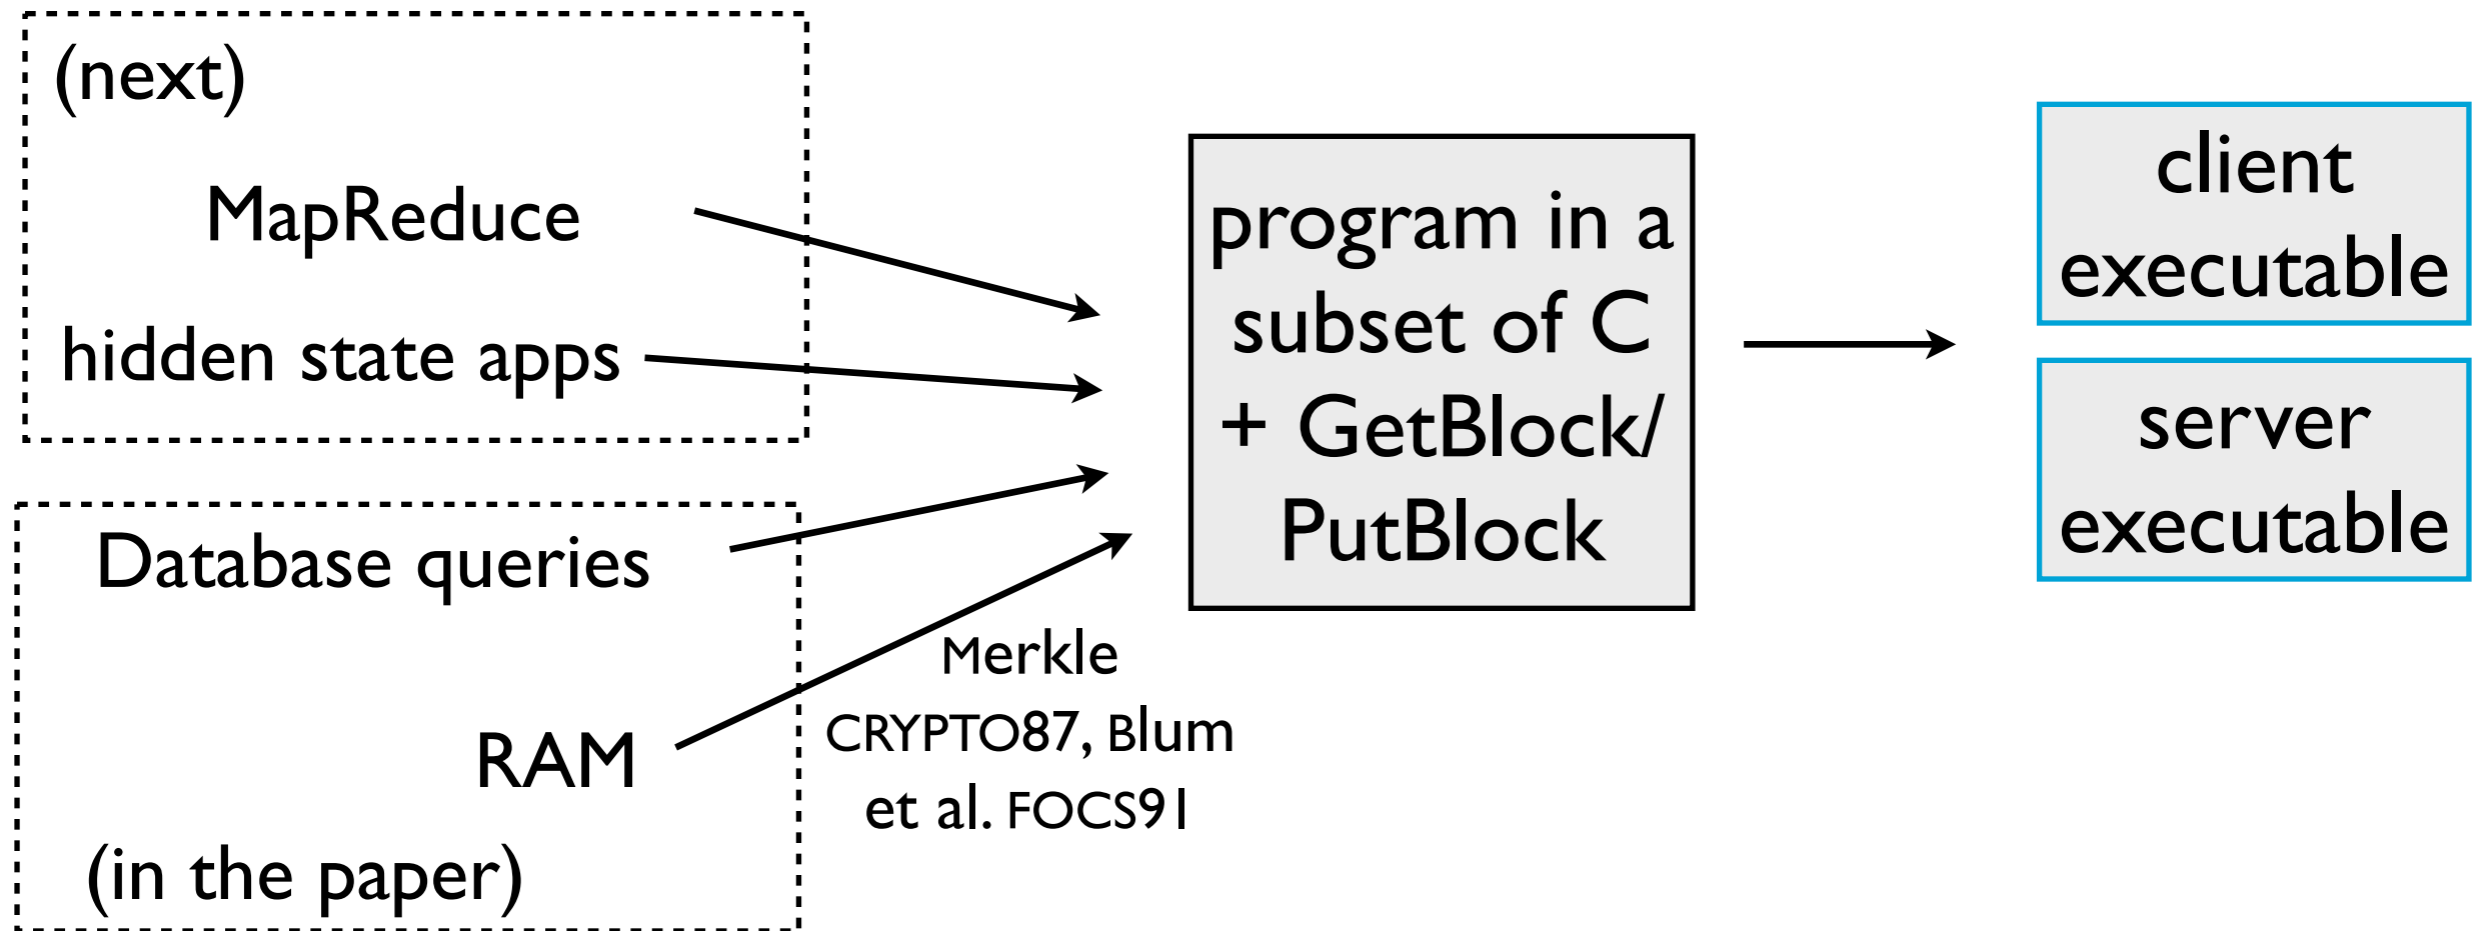 (next)
MapReduce
hidden state apps
Database queries
RAM
(in the paper)
Merkle
CRYPTO87, Blum
et al. FOCS91
program in a
subset of C
+ GetBlock/
PutBlock
client
executable
server
executable